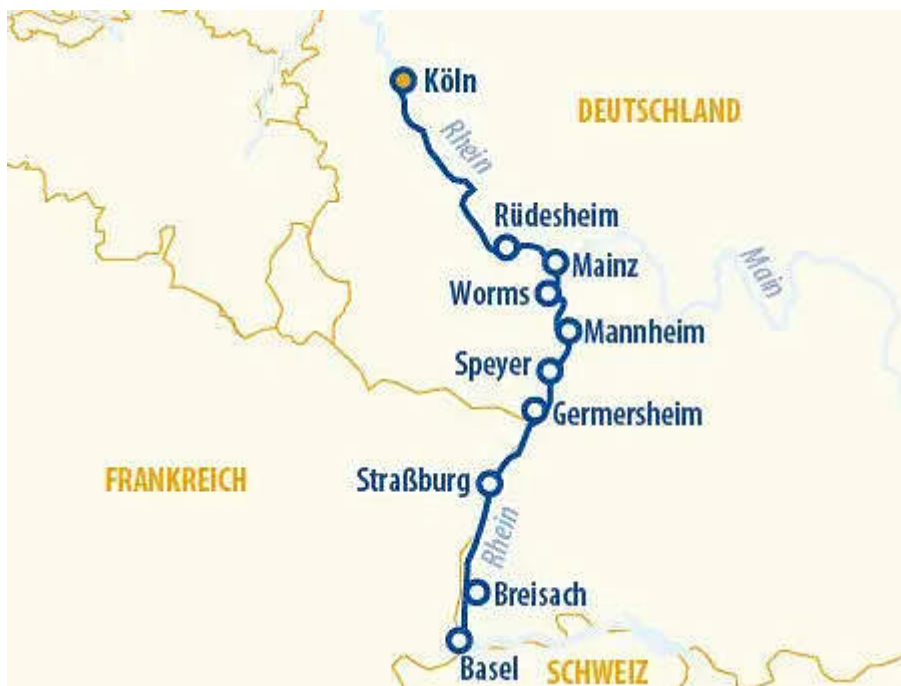 Köln
DEUTSCHLAND
Rhein
Rüdesheim
Main
Mainz
Worms
Mannheim
Speyer
Germersheim
FRANKREICH
Straßburg
Rhein
Breisach
Basel
SCHWEIZ